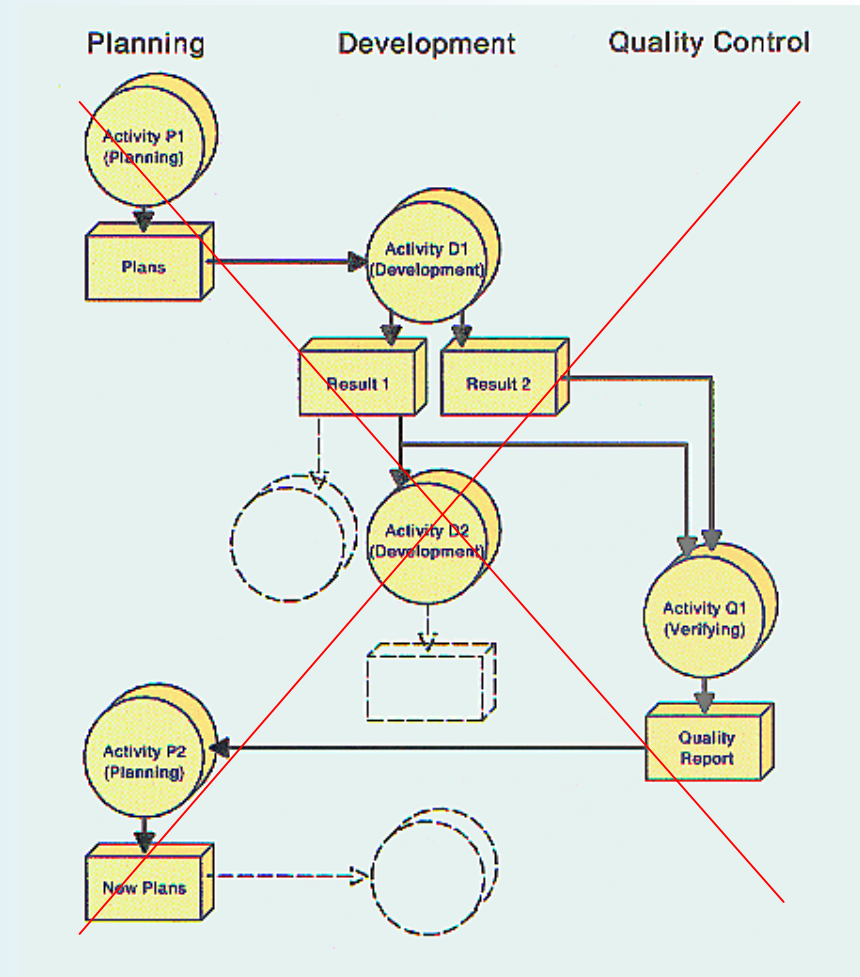 Planning
Development
Quality Control
Activity P1
(Planning)
Plans
Activity D1
(Development)
Result 1
Result 2
Activity D2
(Development)
Activity Q1
(Verifying)
Quality
Report
Activity P2
(Planning)
New Plans